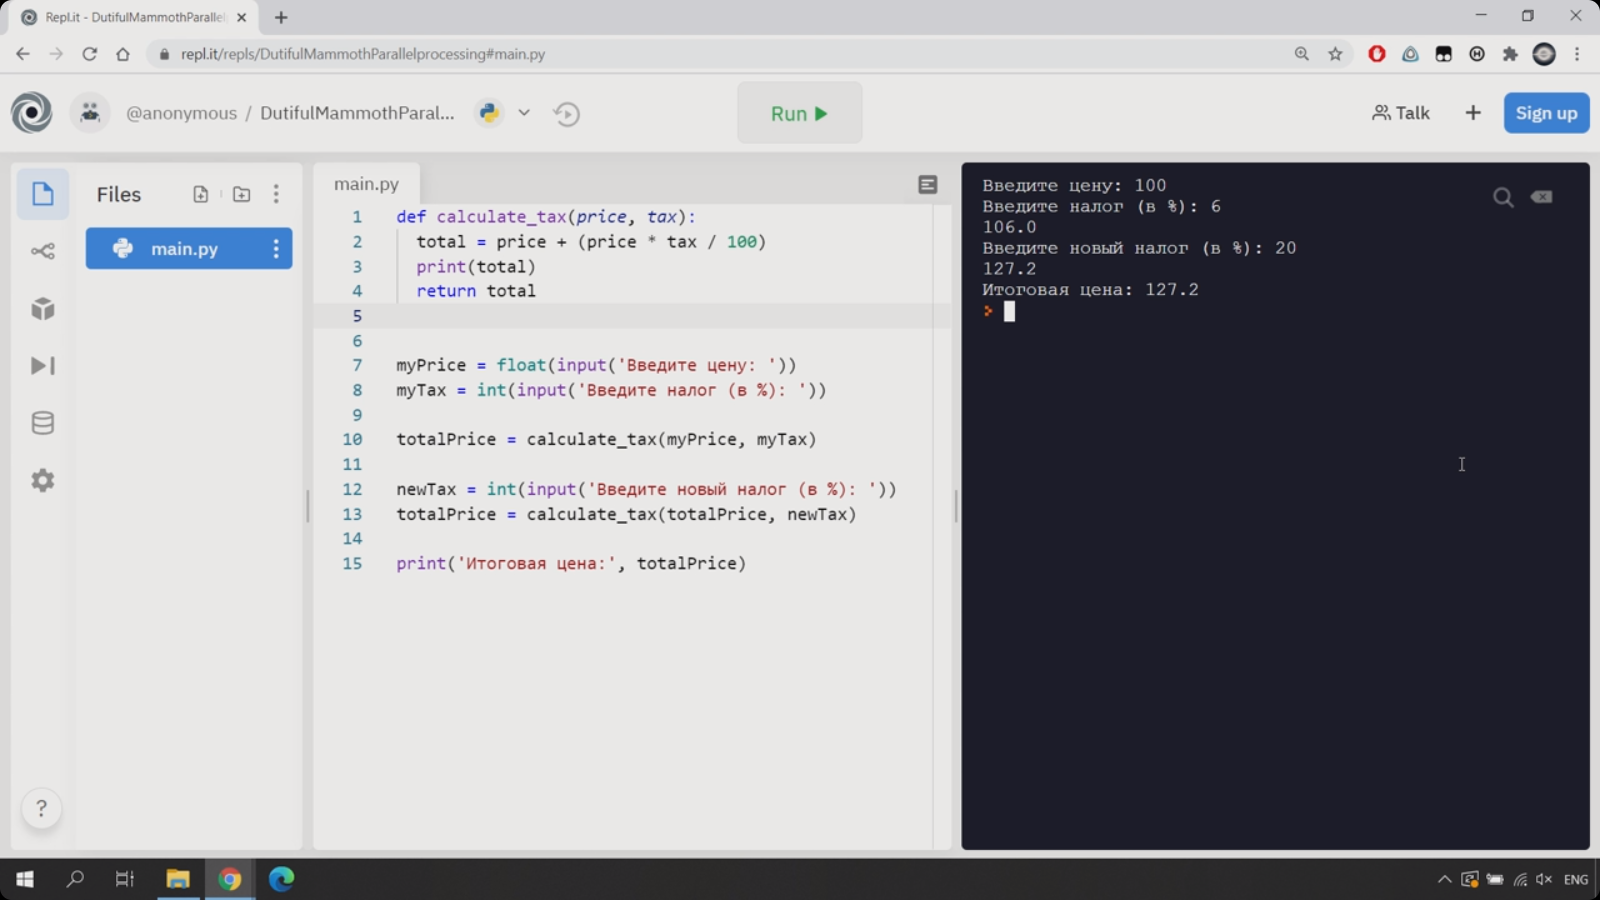 Repl.it - DutifulMammothParallel
repl.it/repls/DutifulMammothParallelprocessing#main.py
@anonymous / DutifulMammothParal...
Run
Talk
Sign up
Files
main.py
main.py
1 def calculate_tax(price, tax):
2 total = price + (price * tax / 100)
3 print(total)
4 return total
5
6
7 myPrice = float(input('Введите цену: '))
8 myTax = int(input('Введите налог (в %): '))
9
10 totalPrice = calculate_tax(myPrice, myTax)
11
12 newTax = int(input('Введите новый налог (в %): '))
13 totalPrice = calculate_tax(totalPrice, newTax)
14
15 print('Итоговая цена:', totalPrice)
Введите цену: 100
Введите налог (в %): 6
106.0
Введите новый налог (в %): 20
127.2
Итоговая цена: 127.2
>
?
ENG